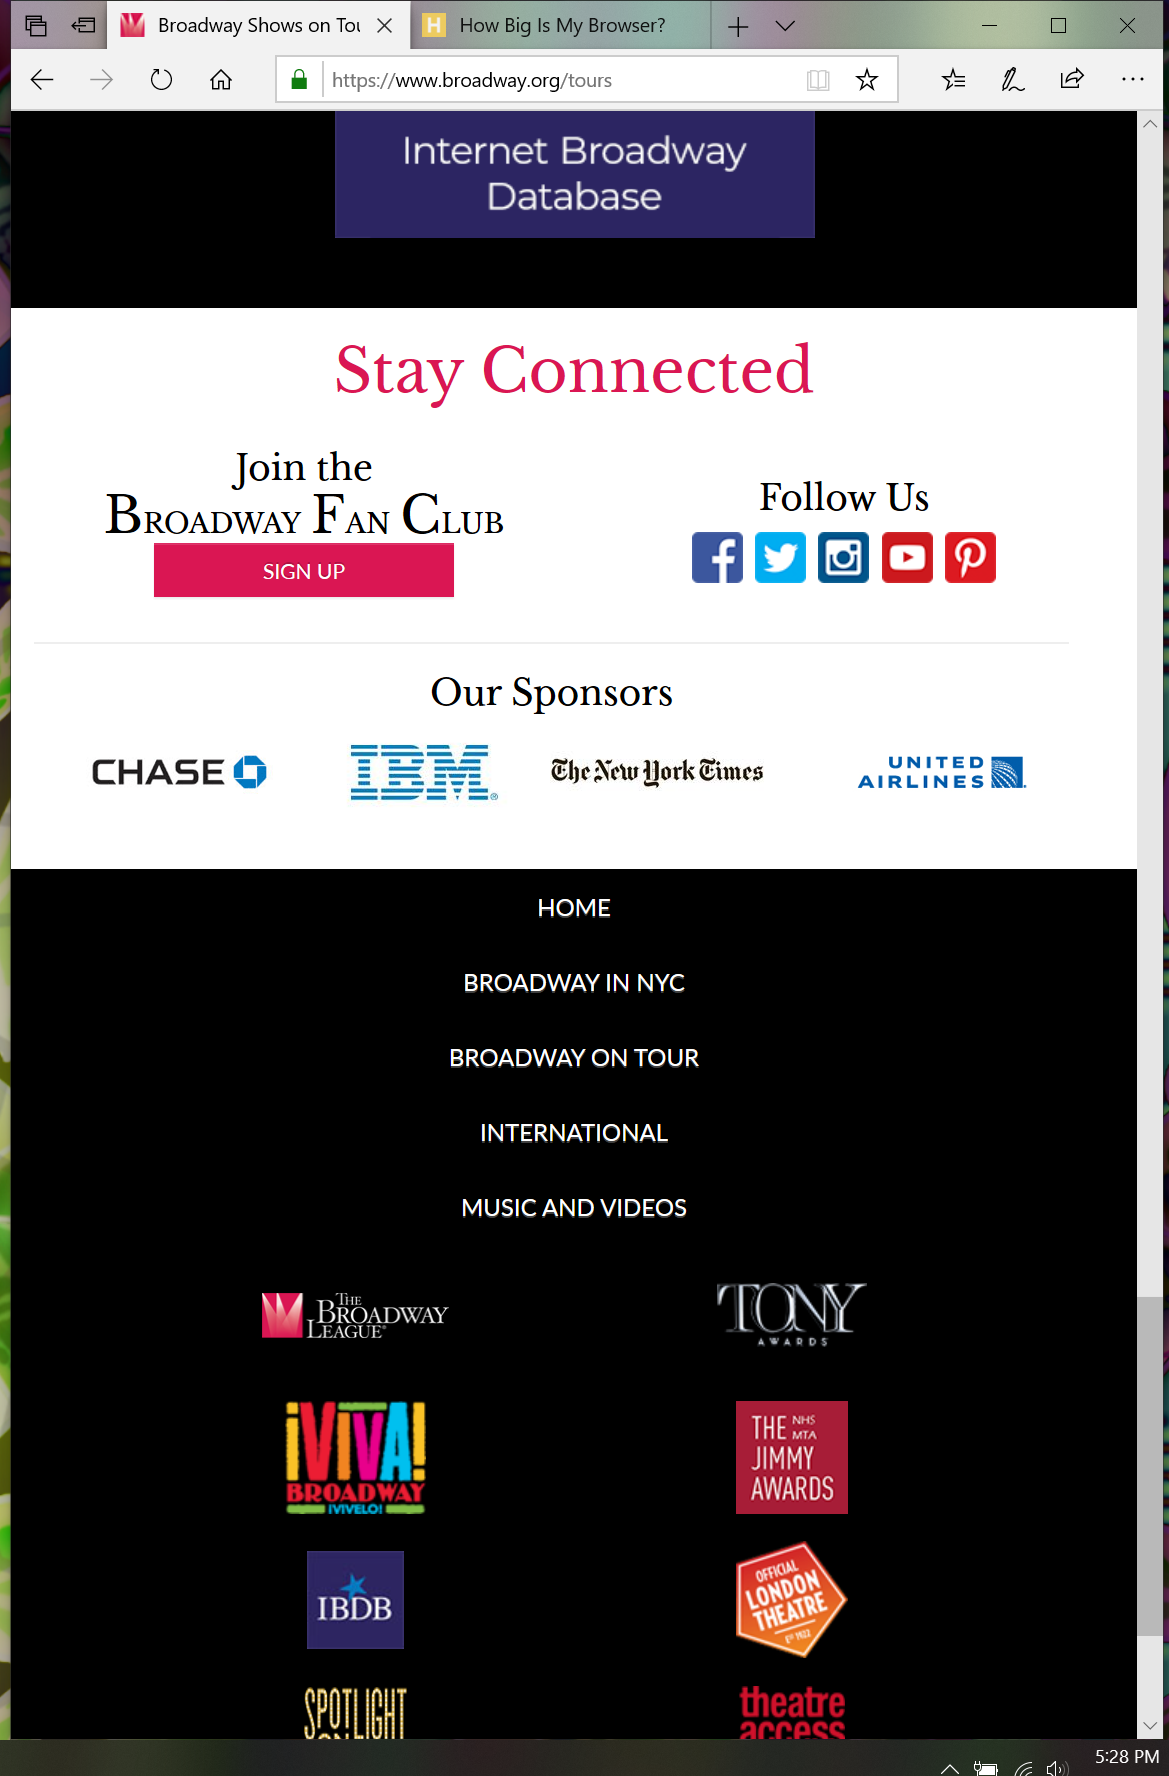 Broadway Shows on Tou
H How Big Is My Browser?
https://www.broadway.org/tours
Internet Broadway
Database
Stay Connected
Join the
BROADWAY FAN CLUB
SIGN UP
Follow Us
Our Sponsors
CHASE
IBM®
The New York Times
UNITED
AIRLINES
HOME
BROADWAY IN NYC
BROADWAY ON TOUR
INTERNATIONAL
MUSIC AND VIDEOS
THE
BROADWAY
LEAGUE®
TONY
AWARDS
¡VIVA!
BROADWAY
¡VIVELO!
THE NHS
MTA
JIMMY
AWARDS
IBDB
OFFICIAL
LONDON
THEATRE
EST 1922
SPOTLIGHT
theatre
access
5:28 PM